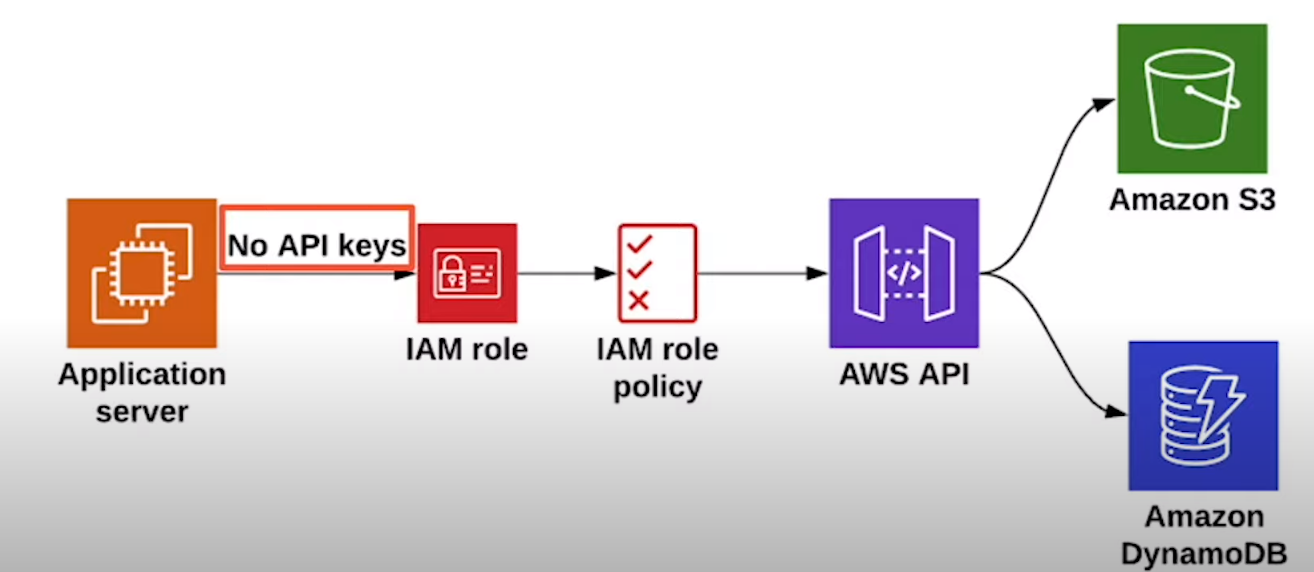 No API keys
Application
server
IAM role
IAM role
policy
</>
AWS API
Amazon S3
Amazon
DynamoDB